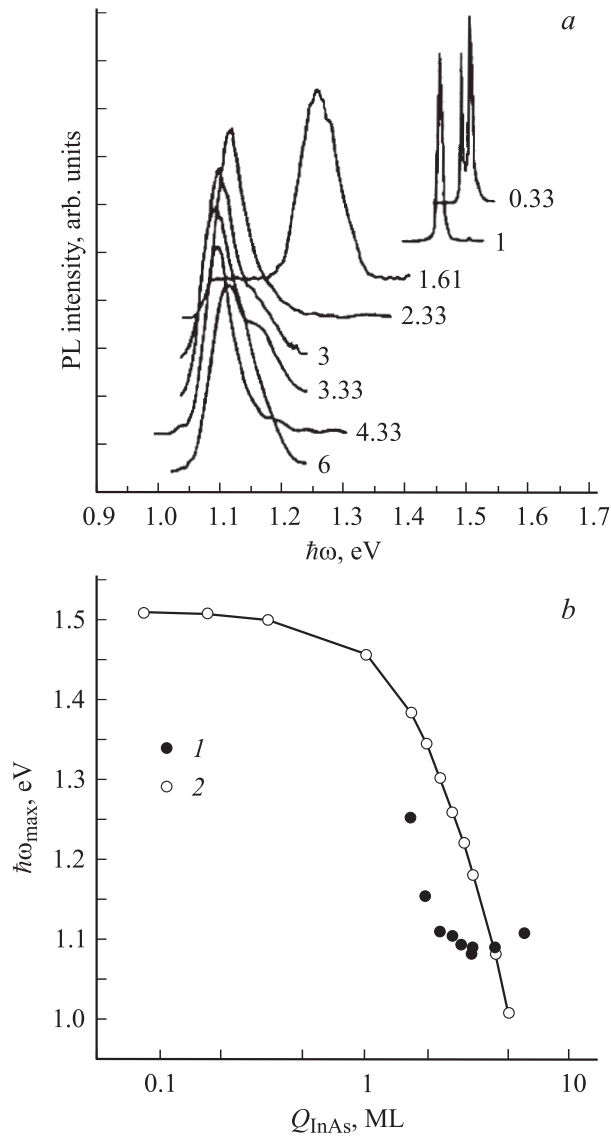 a
PL intensity, arb. units
0.33
1
1.61
2.33
3
3.33
4.33
6
0.9 1.0 1.1 1.2 1.3 1.4 1.5 1.6 1.7
ħω, eV
b
1.5
1.4
1.3
1.2
1.1
1.0
ħω_max, eV
1
2
0.1 1 10
Q_InAs, ML